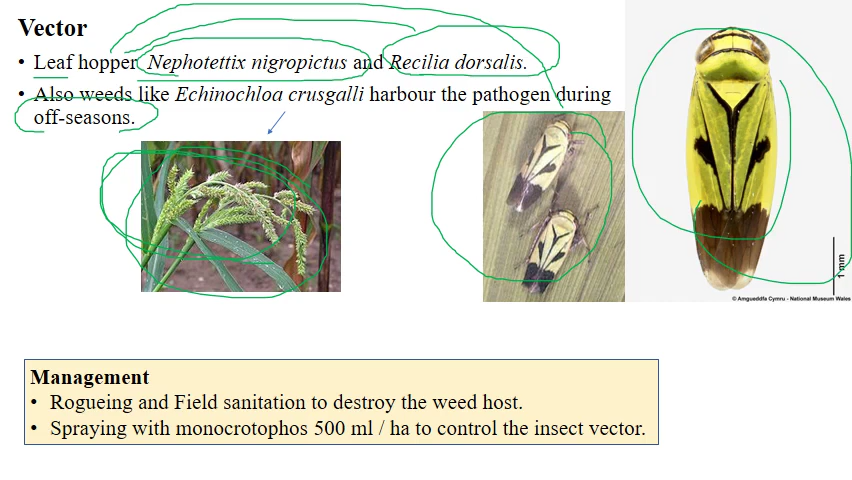 Vector
• Leaf hopper Nephotettix nigropictus and Recilia dorsalis.
• Also weeds like Echinochloa crusgalli harbour the pathogen during
off-seasons.
1 mm
© Amgueddfa Cymru - National Museum Wales
Management
• Rogueing and Field sanitation to destroy the weed host.
• Spraying with monocrotophos 500 ml / ha to control the insect vector.